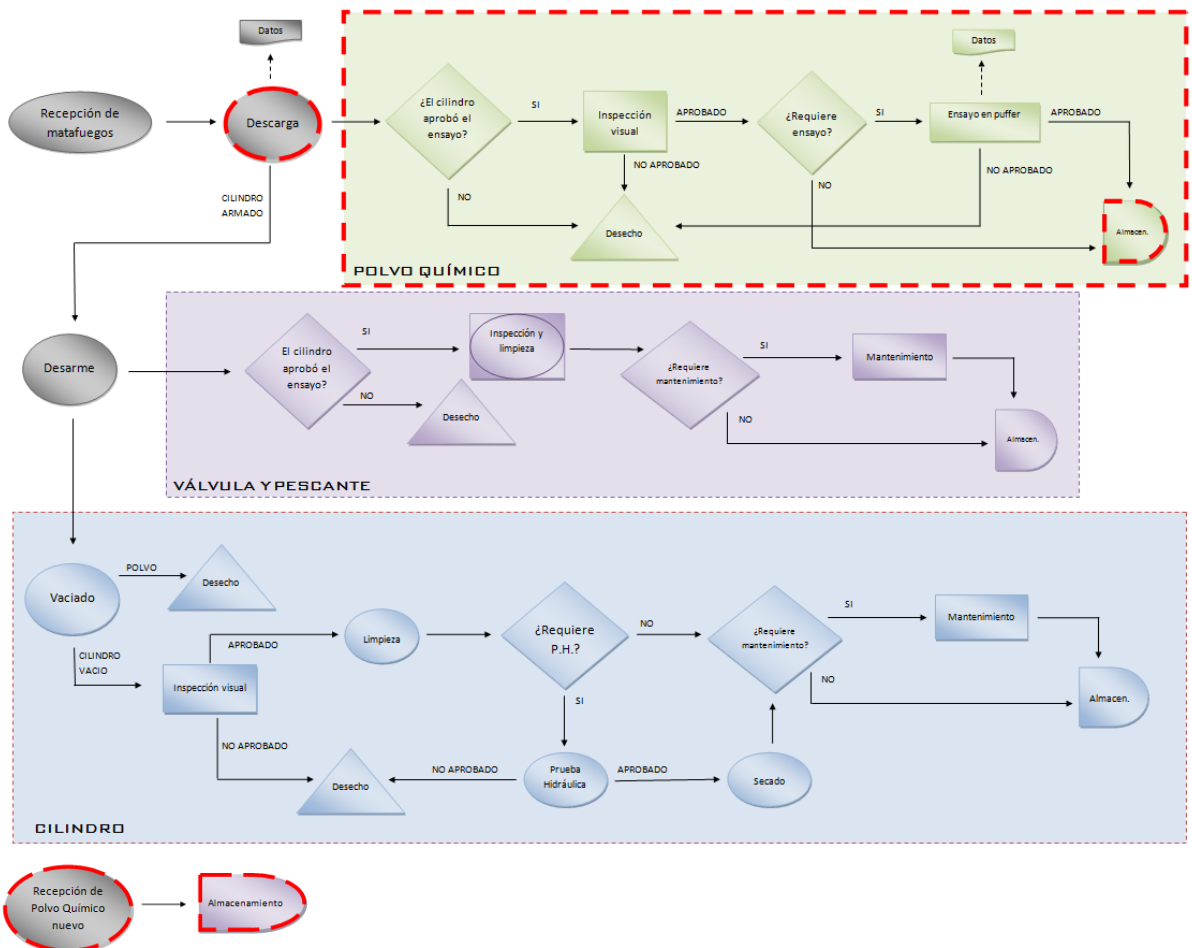 Datos
Recepción de
matafuegos
Descarga
CILINDRO
ARMADO
¿El cilindro
aprobó el
ensayo?
SI
NO
Inspección
visual
APROBADO
NO APROBADO
Desecho
¿Requiere
ensayo?
SI
NO
Datos
Ensayo en puffer
APROBADO
NO APROBADO
Almacen.
POLVO QUÍMICO
Desarme
El cilindro
aprobó el
ensayo?
SI
NO
Inspección y
limpieza
Desecho
¿Requiere
mantenimiento?
SI
NO
Mantenimiento
Almacen.
VÁLVULA Y PESCANTE
Vaciado
POLVO
Desecho
CILINDRO
VACIO
Inspección visual
APROBADO
NO APROBADO
Limpieza
Desecho
¿Requiere
P.H.?
NO
SI
Prueba
Hidráulica
NO APROBADO
APROBADO
Secado
¿Requiere
mantenimiento?
SI
NO
Mantenimiento
Almacen.
CILINDRO
Recepción de
Polvo Químico
nuevo
Almacenamiento